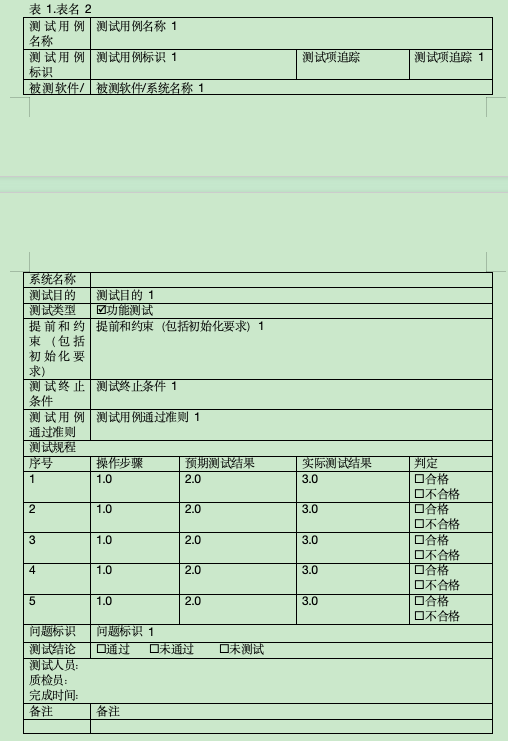 表 1.表名 2
测试用例 测试用例名称 1
名称
测试用例 测试用例标识 1 测试项追踪 测试项追踪 1
标识
被测软件/ 被测软件/系统名称 1
系统名称
测试目的 测试目的 1
测试类型 ☑功能测试
提前和约 提前和约束（包括初始化要求）1
束（包括
初始化要
求）
测试终止 测试终止条件 1
条件
测试用例 测试用例通过准则 1
通过准则
测试规程
序号 操作步骤 预期测试结果 实际测试结果 判定
1 1.0 2.0 3.0 □合格
□不合格
2 1.0 2.0 3.0 □合格
□不合格
3 1.0 2.0 3.0 □合格
□不合格
4 1.0 2.0 3.0 □合格
□不合格
5 1.0 2.0 3.0 □合格
□不合格
问题标识 问题标识 1
测试结论 □通过 □未通过 □未测试
测试人员:
质检员:
完成时间:
备注 备注